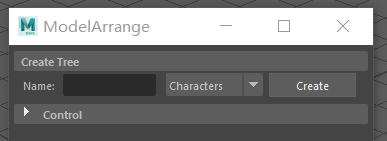 ModelArrange
Create Tree
Name: Characters Create
Control